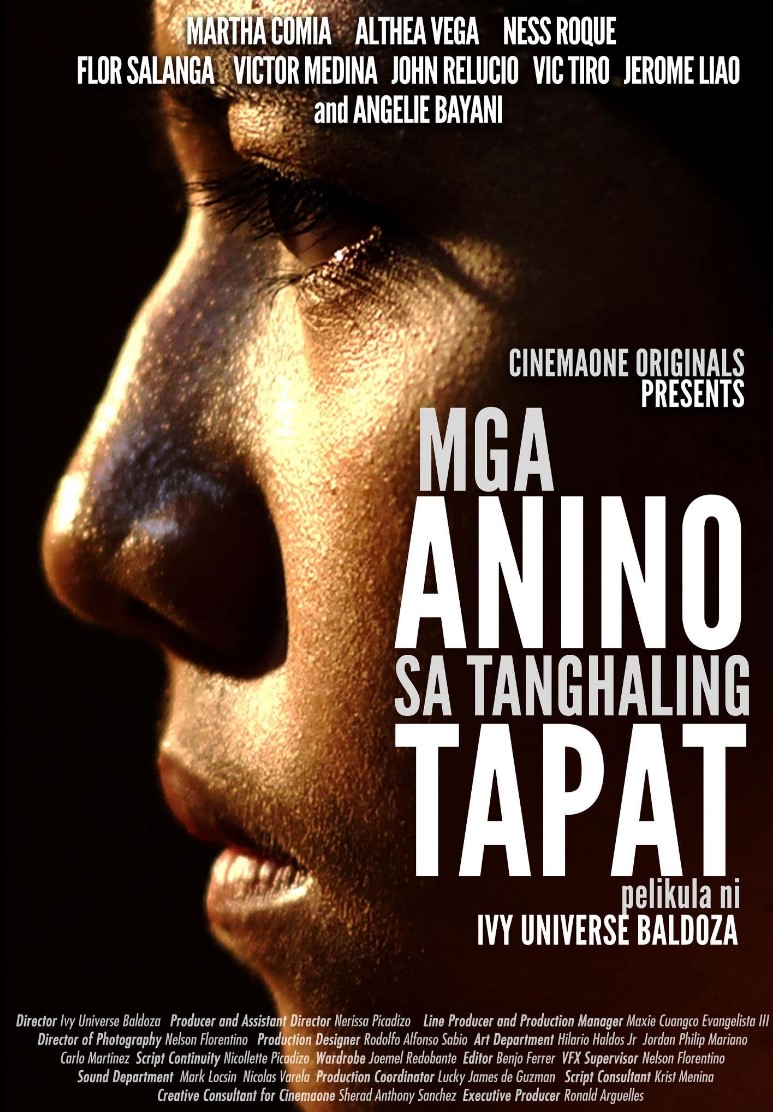 MARTHA COMIA ALTHEA VEGA NESS ROQUE
FLOR SALANGA VICTOR MEDINA JOHN RELUCIO VIC TIRO JEROME LIAO
and ANGELIE BAYANI
CINEMAONE ORIGINALS
PRESENTS
MGA
ANINO
SA TANGHALING
TAPAT
pelikula ni
IVY UNIVERSE BALDOZA
Director Ivy Universe Baldoza Producer and Assistant Director Nerissa Picadizo Line Producer and Production Manager Maxie Cuangco Evangelista III
Director of Photography Nelson Florentino Production Designer Rodolfo Alfonso Sabio Art Department Hilario Haldos Jr Jordan Philip Mariano
Carlo Martinez Script Continuity Nicollette Picadizo Wardrobe Joemel Redobante Editor Benjo Ferrer VFX Supervisor Nelson Florentino
Sound Department Mark Locsin Nicolas Varela Production Coordinator Lucky James de Guzman Script Consultant Krist Menina
Creative Consultant for Cinemaone Sherad Anthony Sanchez Executive Producer Ronald Arguelles